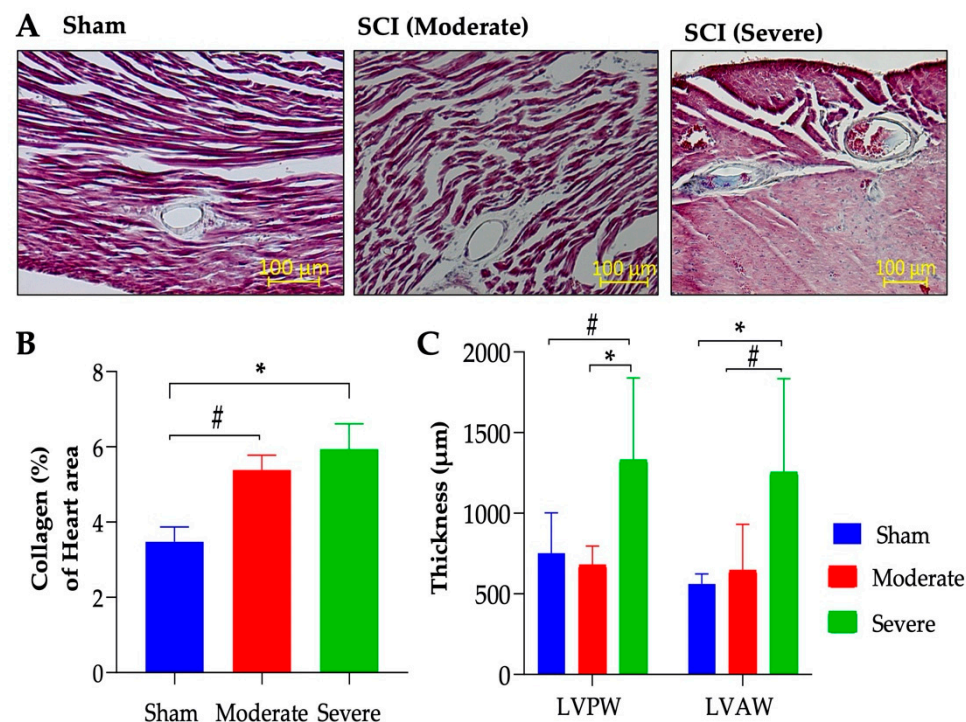 A
Sham
SCI (Moderate)
SCI (Severe)
100 μm
100 μm
100 μm
B
Collagen (%)
of Heart area
8
6
4
2
0
*
#
Sham Moderate Severe
C
Thickness (μm)
2000
1500
1000
500
0
#
*
*
#
LVPW LVAW
Sham
Moderate
Severe